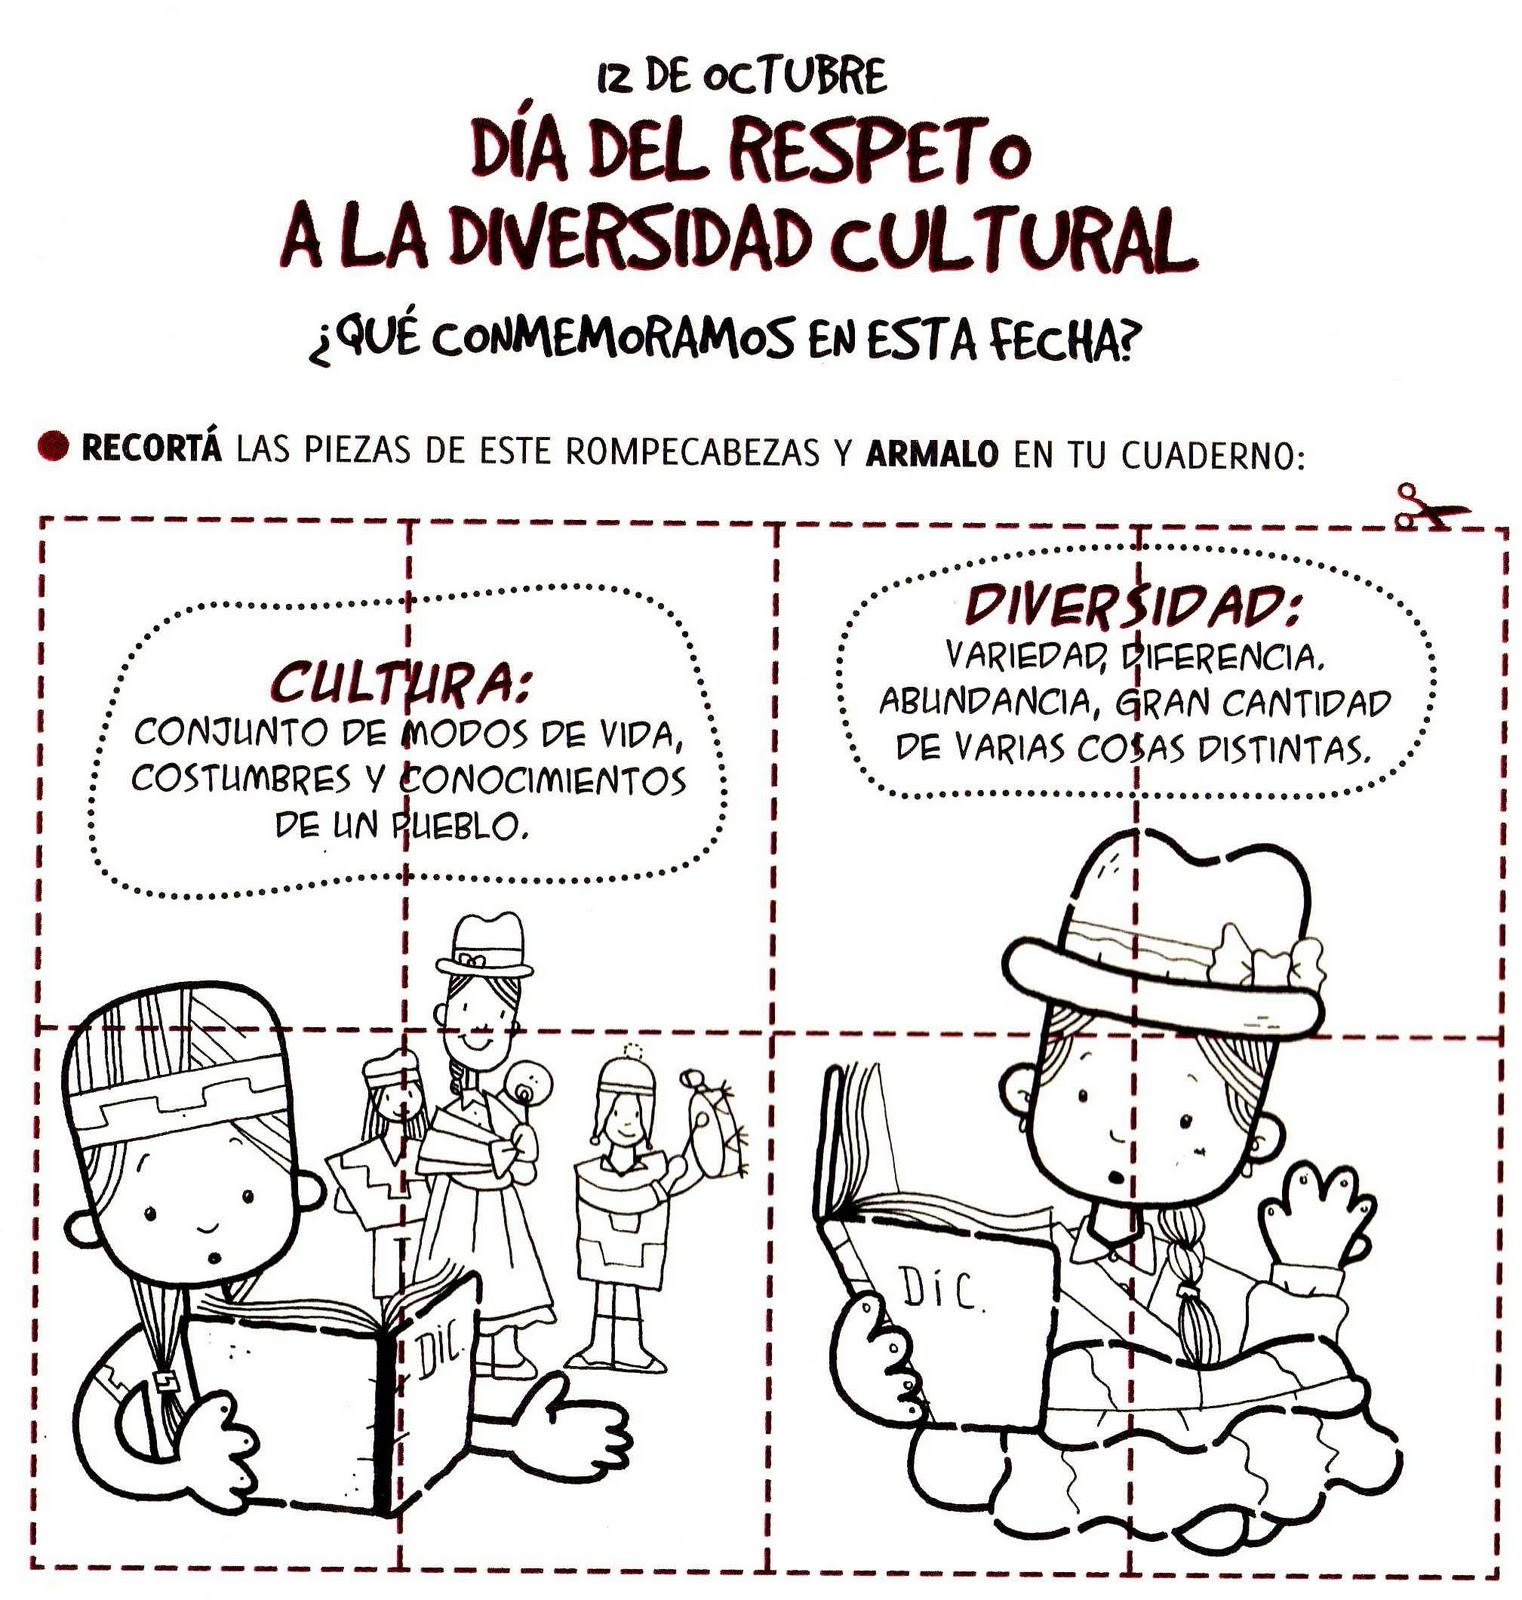 12 DE OCTUBRE
DÍA DEL RESPETO
A LA DIVERSIDAD CULTURAL
¿QUÉ CONMEMORAMOS EN ESTA FECHA?
RECORTÁ LAS PIEZAS DE ESTE ROMPECABEZAS Y ARMALO EN TU CUADERNO:
CULTURA:
CONJUNTO DE MODOS DE VIDA,
COSTUMBRES Y CONOCIMIENTOS
DE UN PUEBLO.
DIVERSIDAD:
VARIEDAD, DIFERENCIA.
ABUNDANCIA, GRAN CANTIDAD
DE VARIAS COSAS DISTINTAS.
DIC.
DIC.